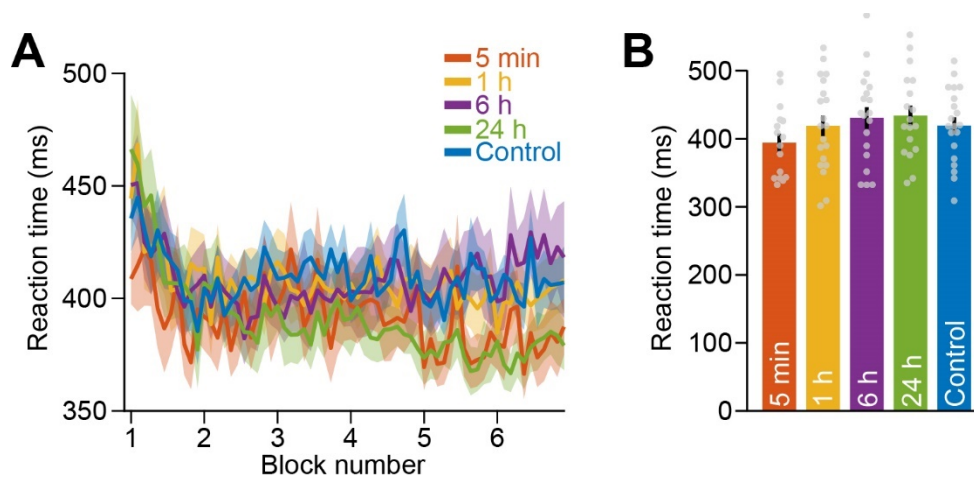 A
Reaction time (ms)
500
450
400
350
1 2 3 4 5 6
Block number
5 min
1 h
6 h
24 h
Control
B
Reaction time (ms)
500
400
300
200
100
0
5 min
1 h
6 h
24 h
Control